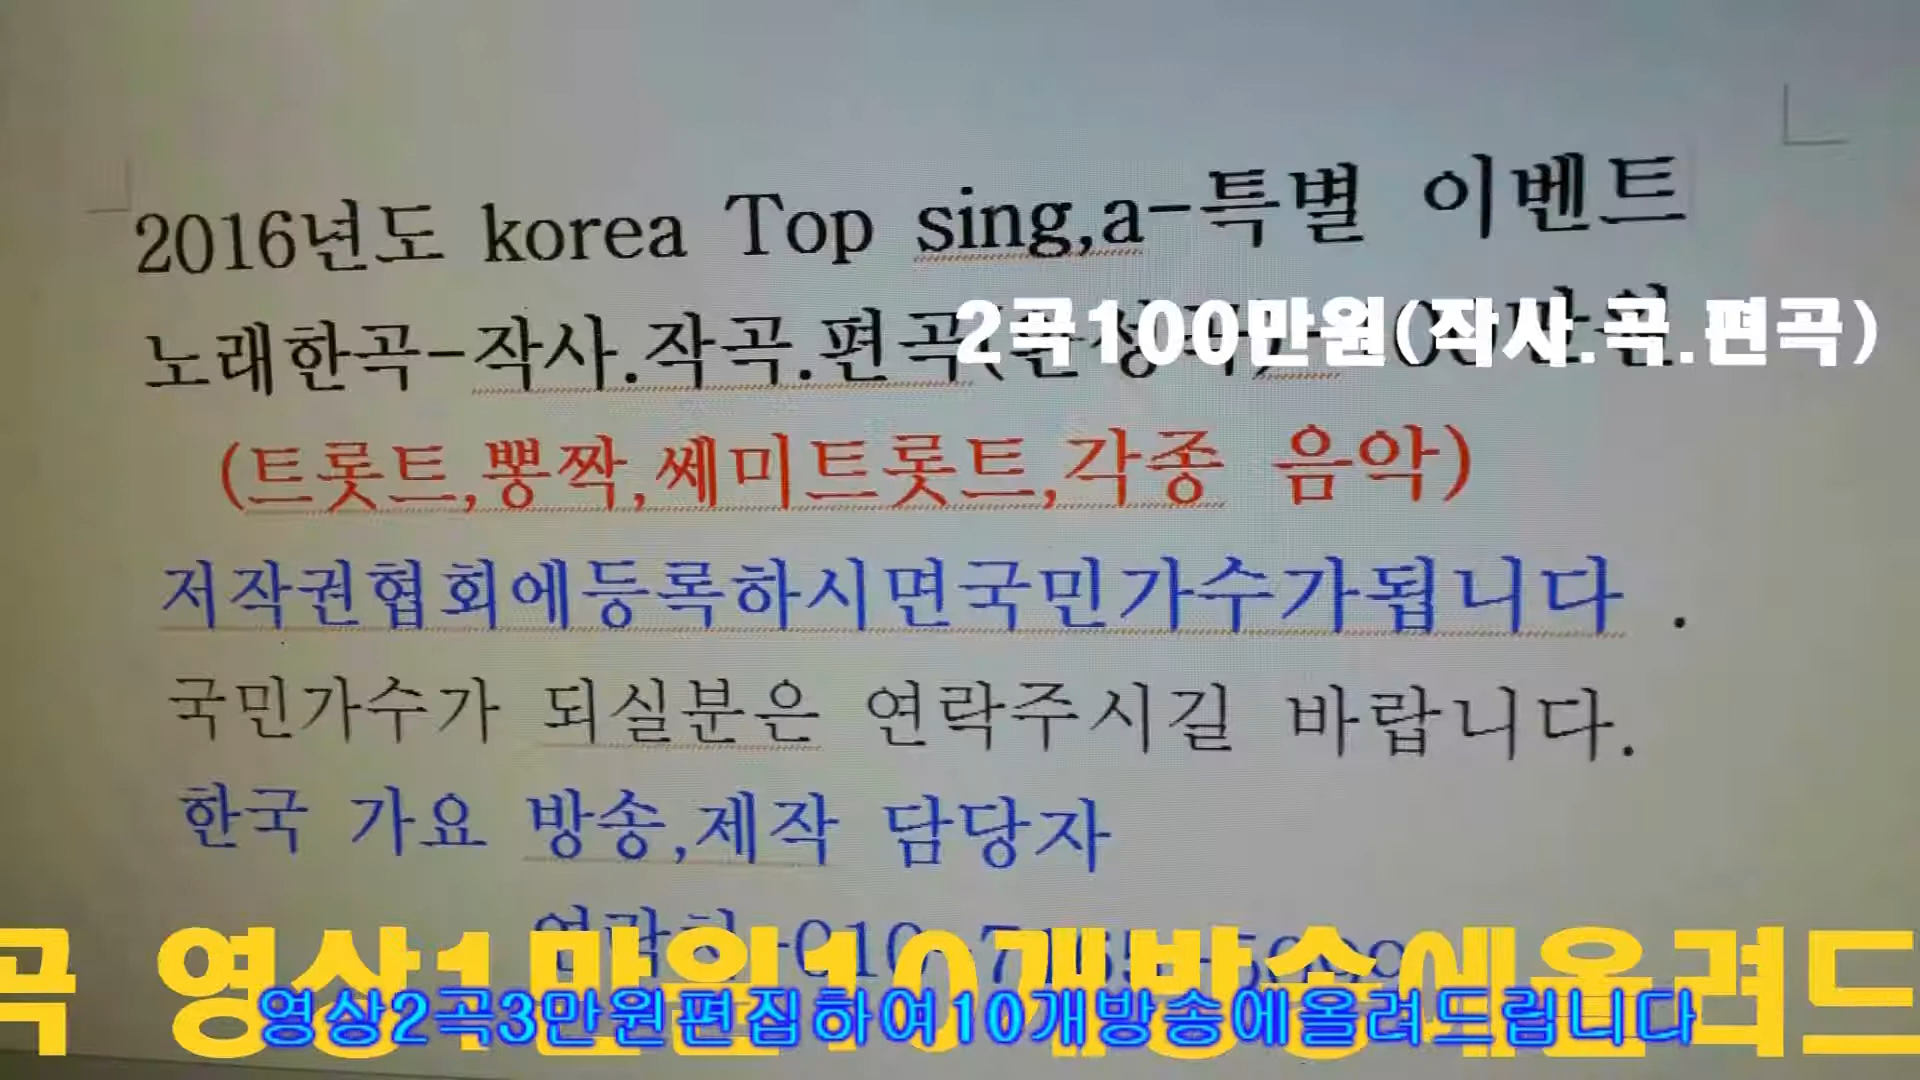 2016년도 korea Top sing,a-특별 이벤트
노래한곡-작사.작곡.편곡
2곡100만원(작사.곡.편곡)
(트롯트,뽕짝,쎄미트롯트,각종 음악)
저작권협회에등록하시면국민가수가됩니다 .
국민가수가 되실분은 연락주시길 바랍니다.
한국 가요 방송,제작 담당자
곡 영상1만원10개방송에올려드
영상2곡3만원편집하여10개방송에올려드립니다